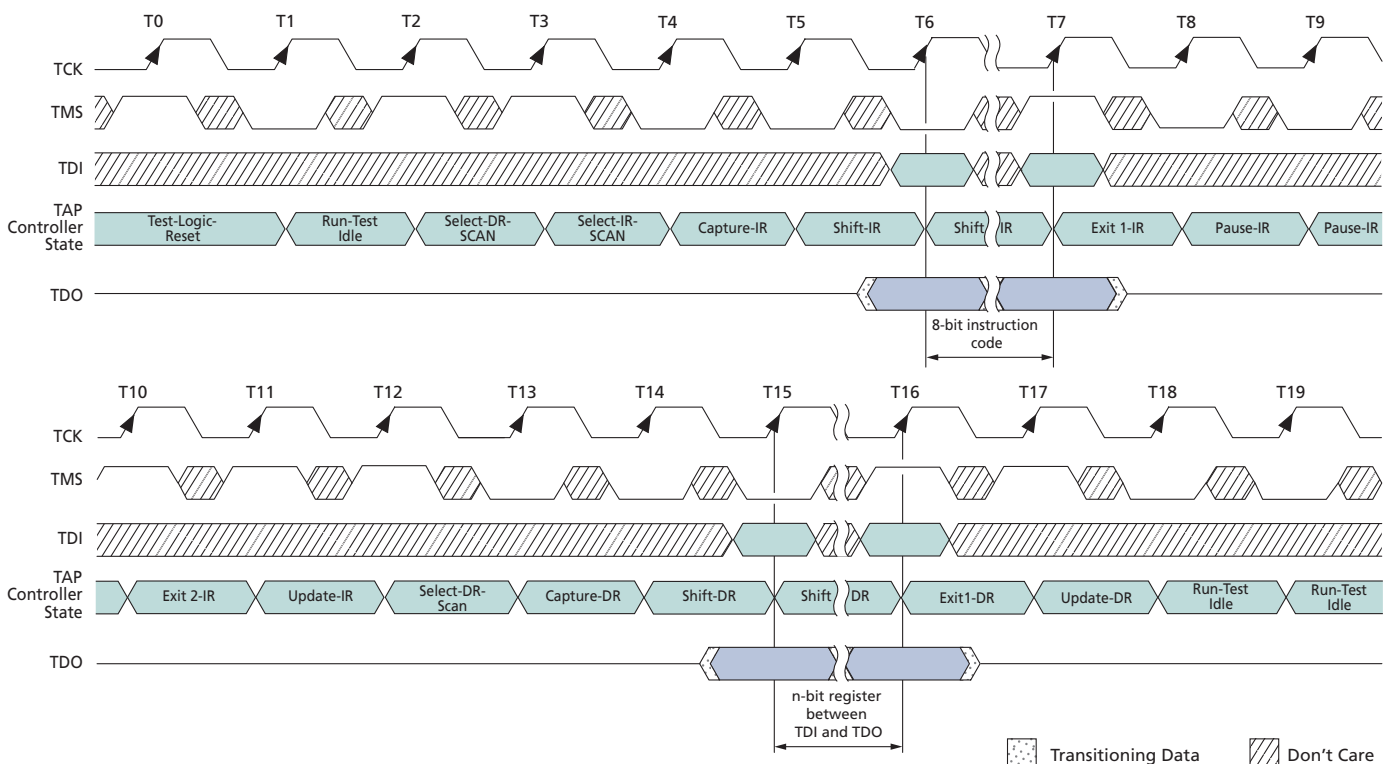 T0 T1 T2 T3 T4 T5 T6 T7 T8 T9
TCK
TMS
TDI
TAP
Controller
State
Test-Logic-
Reset
Run-Test
Idle
Select-DR-
SCAN
Select-IR-
SCAN
Capture-IR
Shift-IR
Shift IR
Exit 1-IR
Pause-IR
Pause-IR
TDO
8-bit instruction
code
T10 T11 T12 T13 T14 T15 T16 T17 T18 T19
TCK
TMS
TDI
TAP
Controller
State
Exit 2-IR
Update-IR
Select-DR-
Scan
Capture-DR
Shift-DR
Shift DR
Exit1-DR
Update-DR
Run-Test
Idle
Run-Test
Idle
TDO
n-bit register
between
TDI and TDO
Transitioning Data
Don't Care